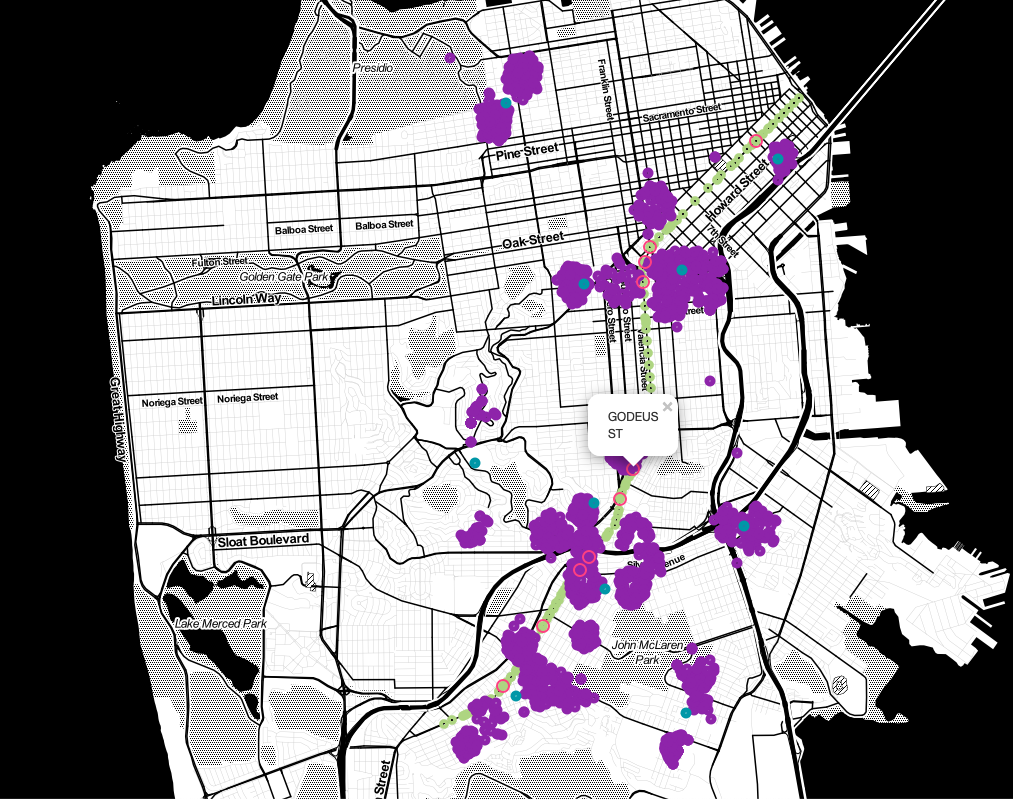 Presidio
Franklin Street
Sacramento Street
Pine Street
Howard Street
7th Street
Balboa Street
Balboa Street
Oak Street
Fulton Street
Golden Gate Park
Lincoln Way
Valencia Street
Great Highway
Noriega Street
Noriega Street
×
GODEUS
ST
Sloat Boulevard
Lake Merced Park
John McLaren
Park
Street